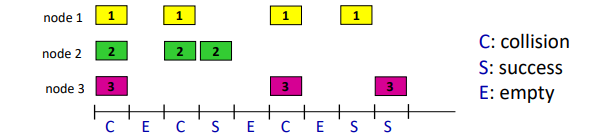 node 1 1 1 1 1
node 2 2 2 2
node 3 3 3 3
C E C S E C E S S
C: collision
S: success
E: empty